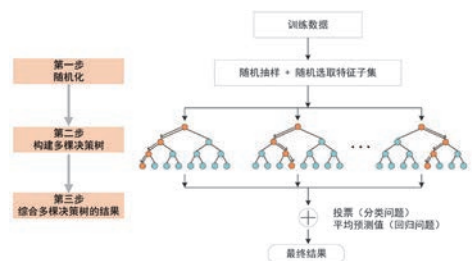 训练数据
第一步
随机化
随机抽样 + 随机选取特征子集
第二步
构建多棵决策树
...
第三步
综合多棵决策树的结果
投票（分类问题）
平均预测值（回归问题）
最终结果